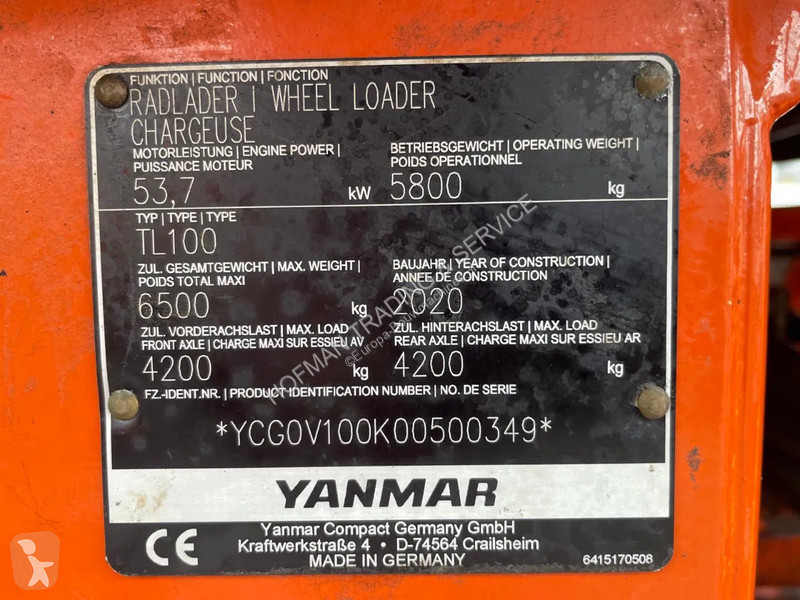 FUNKTION | FUNCTION | FONCTION
RADLADER | WHEEL LOADER
CHARGEUSE
MOTORLEISTUNG | ENGINE POWER |
PUISSANCE MOTEUR
53,7 kW
BETRIEBSGEWICHT | OPERATING WEIGHT |
POIDS OPERATIONNEL
5800 kg
TYP | TYPE | TYPE
TL100
ZUL. GESAMTGEWICHT | MAX. WEIGHT |
POIDS TOTAL MAXI
6500 kg
BAUJAHR | YEAR OF CONSTRUCTION |
ANNEE DE CONSTRUCTION
2020
ZUL. VORDERACHSLAST | MAX. LOAD
FRONT AXLE | CHARGE MAXI SUR ESSIEU AV
4200 kg
ZUL. HINTERACHSLAST | MAX. LOAD
REAR AXLE | CHARGE MAXI SUR ESSIEU AR
4200 kg
FZ.-IDENT.NR. | PRODUCT IDENTIFICATION NUMBER | NO. DE SERIE
*YCG0V100K00500349*
YANMAR
CE
Yanmar Compact Germany GmbH
Kraftwerkstraße 4 • D-74564 Crailsheim
MADE IN GERMANY
6415170508
HOFMAN TRADING & SERVICE